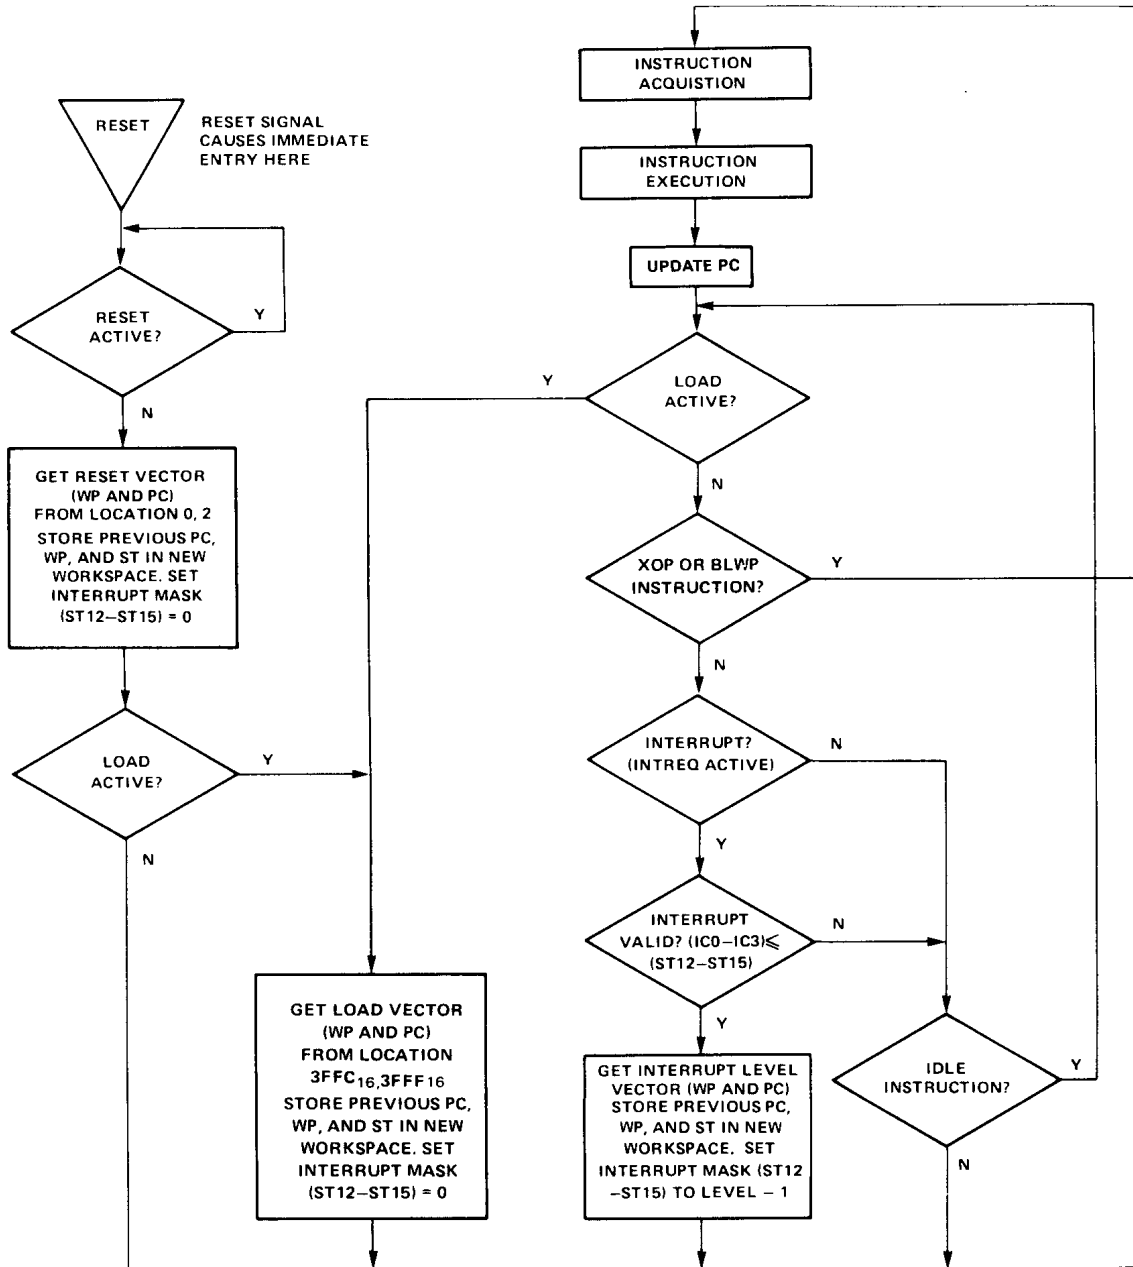 INSTRUCTION
ACQUISTION
RESET
RESET SIGNAL
CAUSES IMMEDIATE
ENTRY HERE
INSTRUCTION
EXECUTION
UPDATE PC
RESET
ACTIVE?
Y
N
LOAD
ACTIVE?
Y
N
GET RESET VECTOR
(WP AND PC)
FROM LOCATION 0, 2
STORE PREVIOUS PC,
WP, AND ST IN NEW
WORKSPACE. SET
INTERRUPT MASK
(ST12–ST15) = 0
XOP OR BLWP
INSTRUCTION?
Y
N
LOAD
ACTIVE?
Y
N
INTERRUPT?
(INTREQ ACTIVE)
N
Y
INTERRUPT
VALID? (IC0–IC3)≤
(ST12–ST15)
N
Y
GET LOAD VECTOR
(WP AND PC)
FROM LOCATION
3FFC₁₆,3FFF₁₆
STORE PREVIOUS PC,
WP, AND ST IN NEW
WORKSPACE. SET
INTERRUPT MASK
(ST12–ST15) = 0
GET INTERRUPT LEVEL
VECTOR (WP AND PC)
STORE PREVIOUS PC,
WP, AND ST IN NEW
WORKSPACE. SET
INTERRUPT MASK (ST12
–ST15) TO LEVEL – 1
IDLE
INSTRUCTION?
Y
N